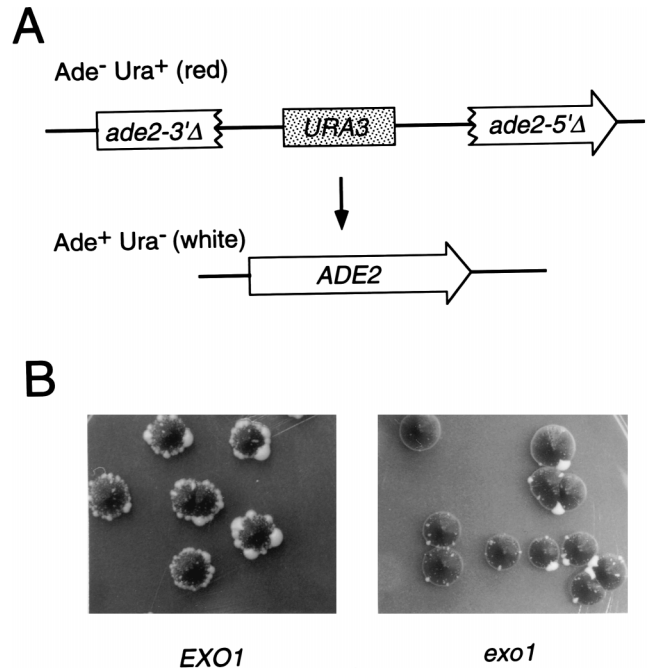 A
Ade⁻ Ura⁺ (red)
ade2-3'Δ URA3 ade2-5'Δ
Ade⁺ Ura⁻ (white)
ADE2
B
EXO1 exo1